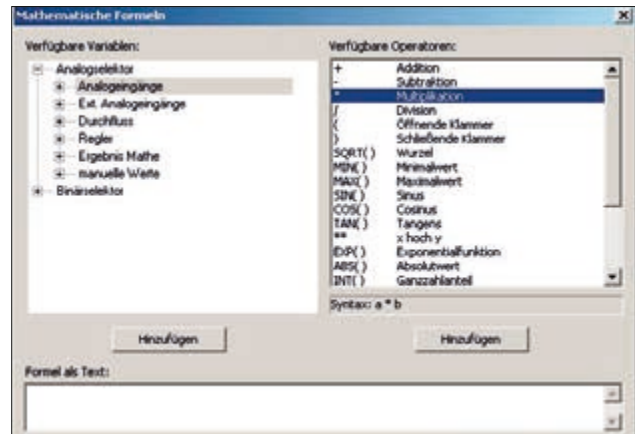 Mathematische Formeln
Verfügbare Variablen:
Analogselektor
Analogeingänge
Ext. Analogeingänge
Durchfluss
Regler
Ergebnis Mathe
manuelle Werte
Binärselektor
Hinzufügen
Verfügbare Operatoren:
+ Addition
- Subtraktion
* Multiplikation
/ Division
( Öffnende Klammer
) Schließende Klammer
SQRT( ) Wurzel
MIN( ) Minimalwert
MAX( ) Maximalwert
SIN( ) Sinus
COS( ) Cosinus
TAN( ) Tangens
** x hoch y
EXP( ) Exponentialfunktion
ABS( ) Absolutwert
INT( ) Ganzzahlanteil
Syntax: a * b
Hinzufügen
Formel als Text: